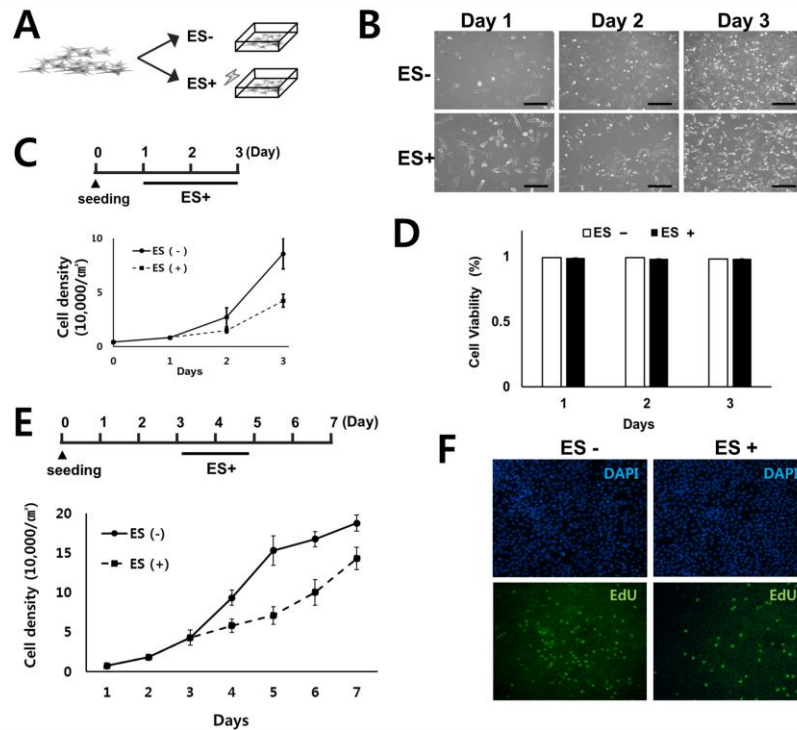 A
ES-
ES+
B
Day 1 Day 2 Day 3
ES-
ES+
C
0 1 2 3 (Day)
seeding
ES+
10
5
0
Cell density
(10,000/㎠)
ES ( - )
ES ( + )
0 1 2 3
Days
D
ES − ES +
1
0.5
0
Cell Viability (%)
1 2 3
Days
E
0 1 2 3 4 5 6 7 (Day)
seeding
ES+
20
15
10
5
0
Cell density (10,000/㎠)
ES (-)
ES (+)
1 2 3 4 5 6 7
Days
F
ES - ES +
DAPI DAPI
EdU EdU